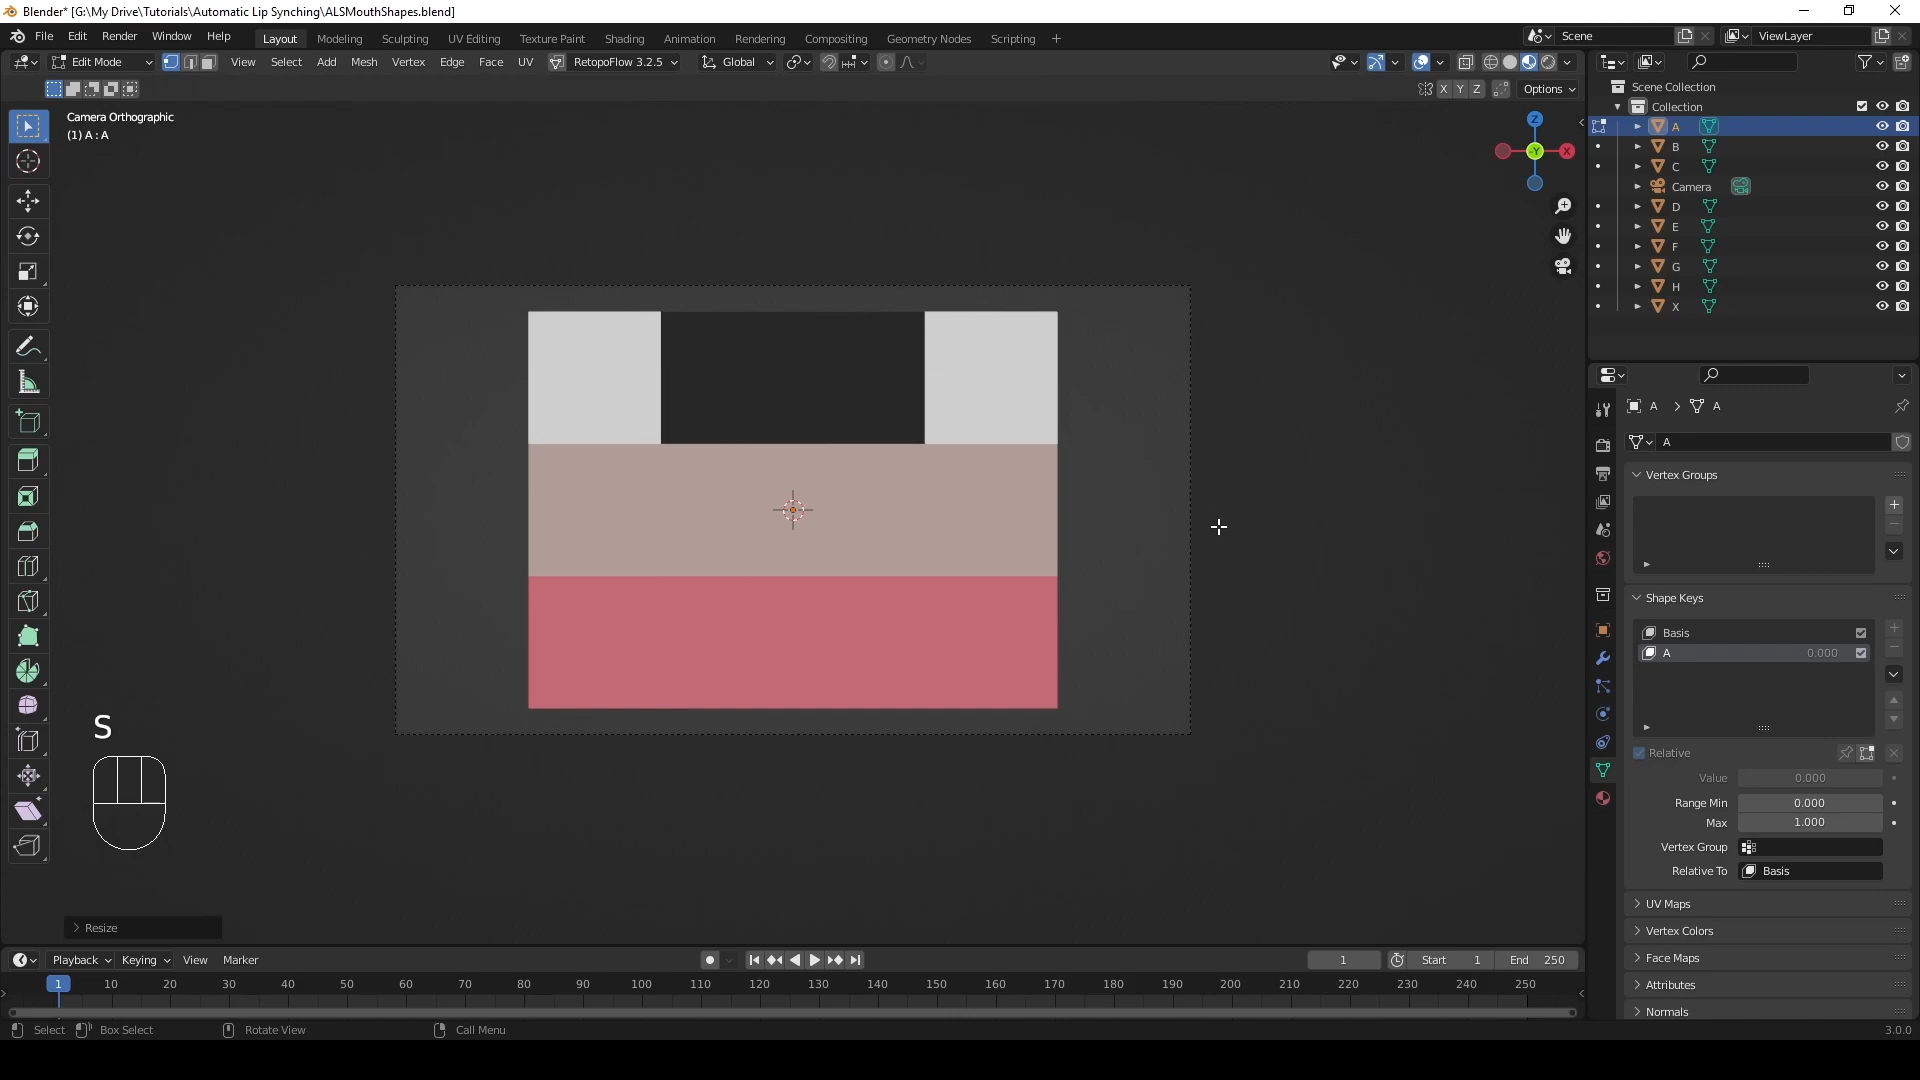 Blender* [G:\My Drive\Tutorials\Automatic Lip Synching\ALSMouthShapes.blend]
File Edit Render Window Help Layout Modeling Sculpting UV Editing Texture Paint Shading Animation Rendering Compositing Geometry Nodes Scripting + Scene ViewLayer
Edit Mode View Select Add Mesh Vertex Edge Face UV RetopoFlow 3.2.5 Global
X Y Z Options
Camera Orthographic
(1) A : A
Z
-Y X
Scene Collection
Collection
A
B
C
Camera
D
E
F
G
H
X
A > A
A
Vertex Groups
Shape Keys
Basis
A 0.000
Relative
Value 0.000
Range Min 0.000
Max 1.000
Vertex Group
Relative To Basis
UV Maps
Vertex Colors
Face Maps
Attributes
Normals
S
> Resize
Playback Keying View Marker 1 Start 1 End 250
1 10 20 30 40 50 60 70 80 90 100 110 120 130 140 150 160 170 180 190 200 210 220 230 240 250
Select Box Select Rotate View Call Menu 3.0.0